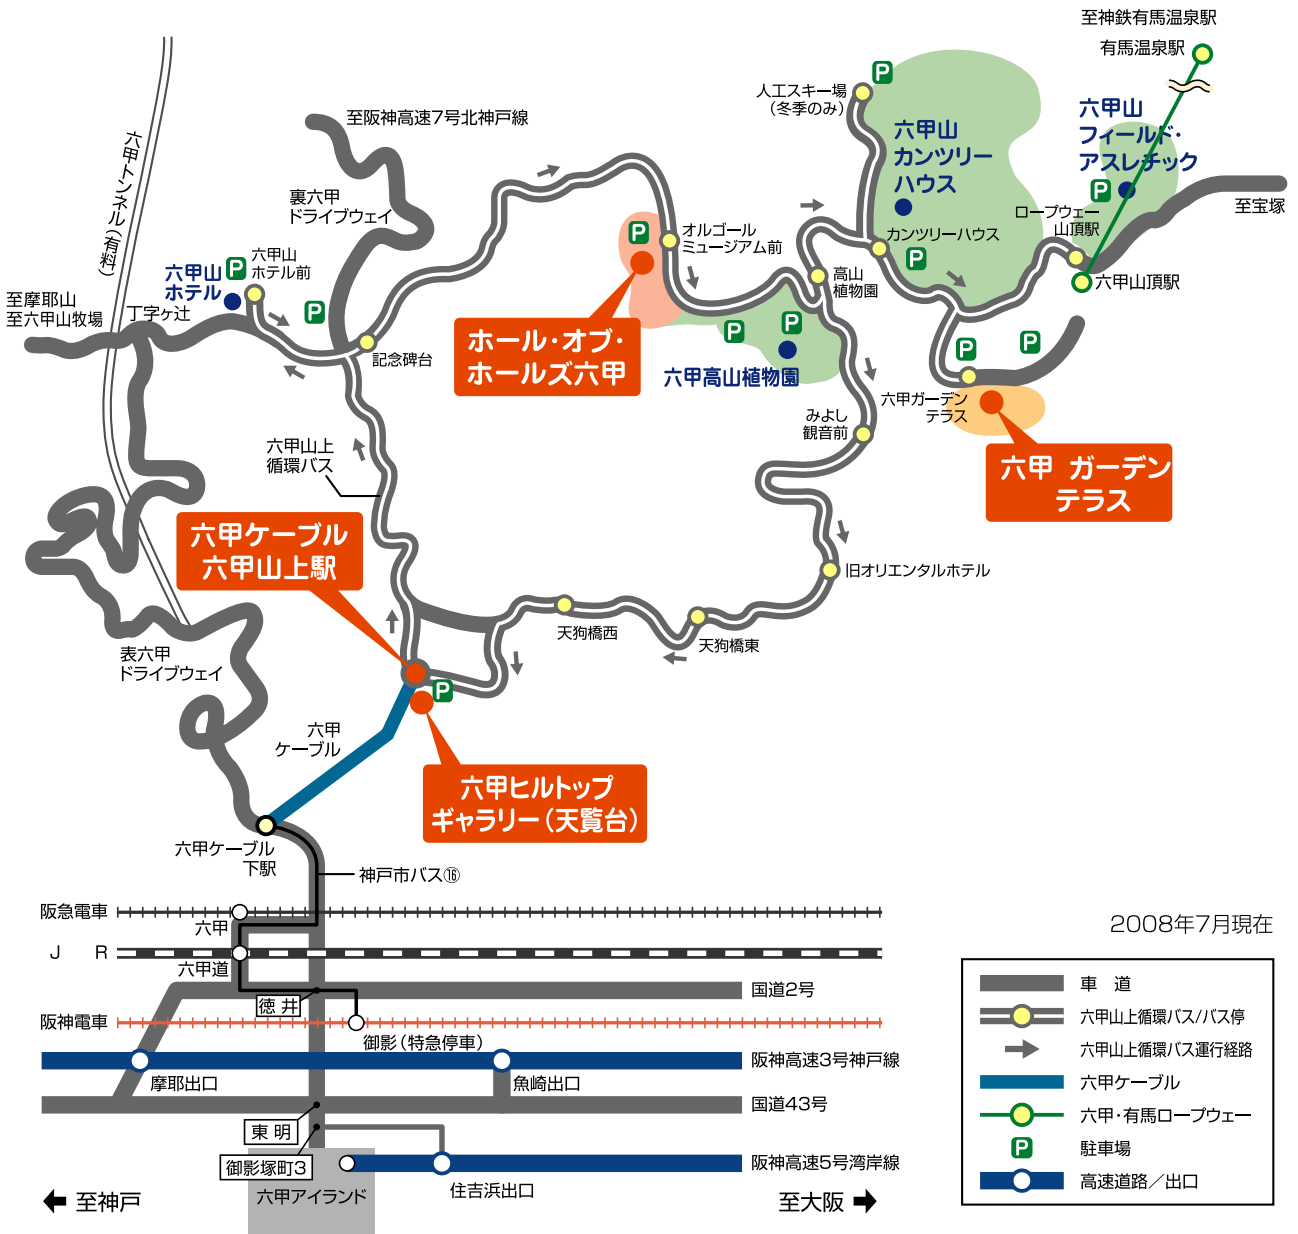 至神鉄有馬温泉駅
有馬温泉駅
六甲山
フィールド・
アスレチック
P
至宝塚
ロープウェー
山頂駅
六甲山頂駅
人工スキー場
(冬季のみ)
P
六甲山
カンツリー
ハウス
カンツリーハウス
P
高山
植物園
至阪神高速7号北神戸線
裏六甲
ドライブウェイ
六甲トンネル(有料)
オルゴール
ミュージアム前
P
ホール・オブ・
ホールズ六甲
P
P
六甲高山植物園
P
P
六甲ガーデン
テラス
六甲 ガーデン
テラス
六甲山
ホテル前
P
六甲山
ホテル
P
丁字ヶ辻
至摩耶山
至六甲山牧場
記念碑台
みよし
観音前
六甲山上
循環バス
六甲ケーブル
六甲山上駅
旧オリエンタルホテル
天狗橋西
天狗橋東
表六甲
ドライブウェイ
P
六甲
ケーブル
六甲ヒルトップ
ギャラリー(天覧台)
六甲ケーブル
下駅
神戸市バス⑯
阪急電車
六甲
J R
六甲道
国道2号
徳 井
阪神電車
御影(特急停車)
阪神高速3号神戸線
摩耶出口
魚崎出口
国道43号
東 明
御影塚町3
阪神高速5号湾岸線
六甲アイランド
住吉浜出口
至神戸
至大阪
2008年7月現在
車 道
六甲山上循環バス/バス停
六甲山上循環バス運行経路
六甲ケーブル
六甲・有馬ロープウェー
P
駐車場
高速道路／出口